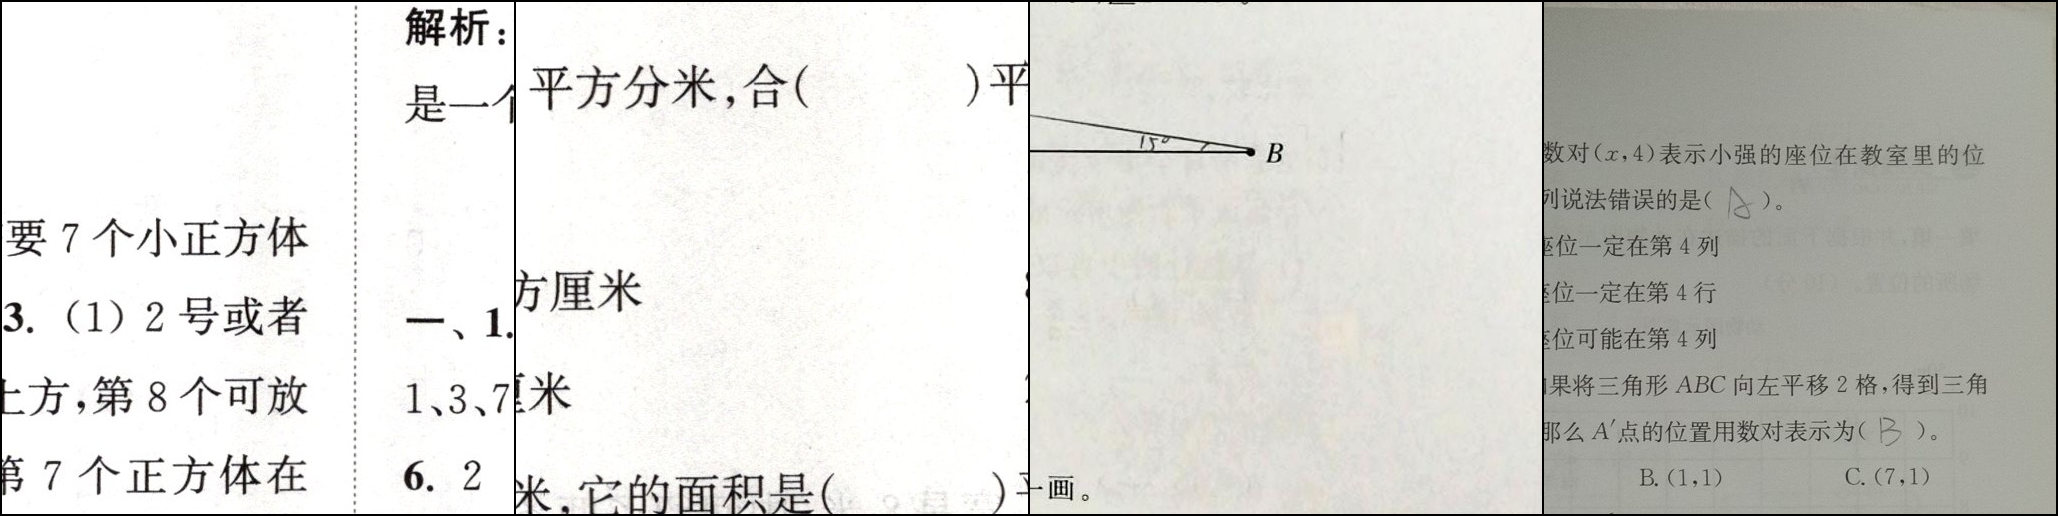 解析：
是一个
要 7 个小正方体
3.（1）2 号或者
一、1.
上方,第 8 个可放
1、3、7
第 7 个正方体在
6. 2
平方分米,合(　　)平
方厘米
厘米
米,它的面积是(　　)平
15°
B
一画。
数对(x,4)表示小强的座位在教室里的位
列说法错误的是( A )。
座位一定在第 4 列
座位一定在第 4 行
座位可能在第 4 列
如果将三角形 ABC 向左平移 2 格,得到三角
那么 A′点的位置用数对表示为( B )。
B. (1,1)　　C. (7,1)